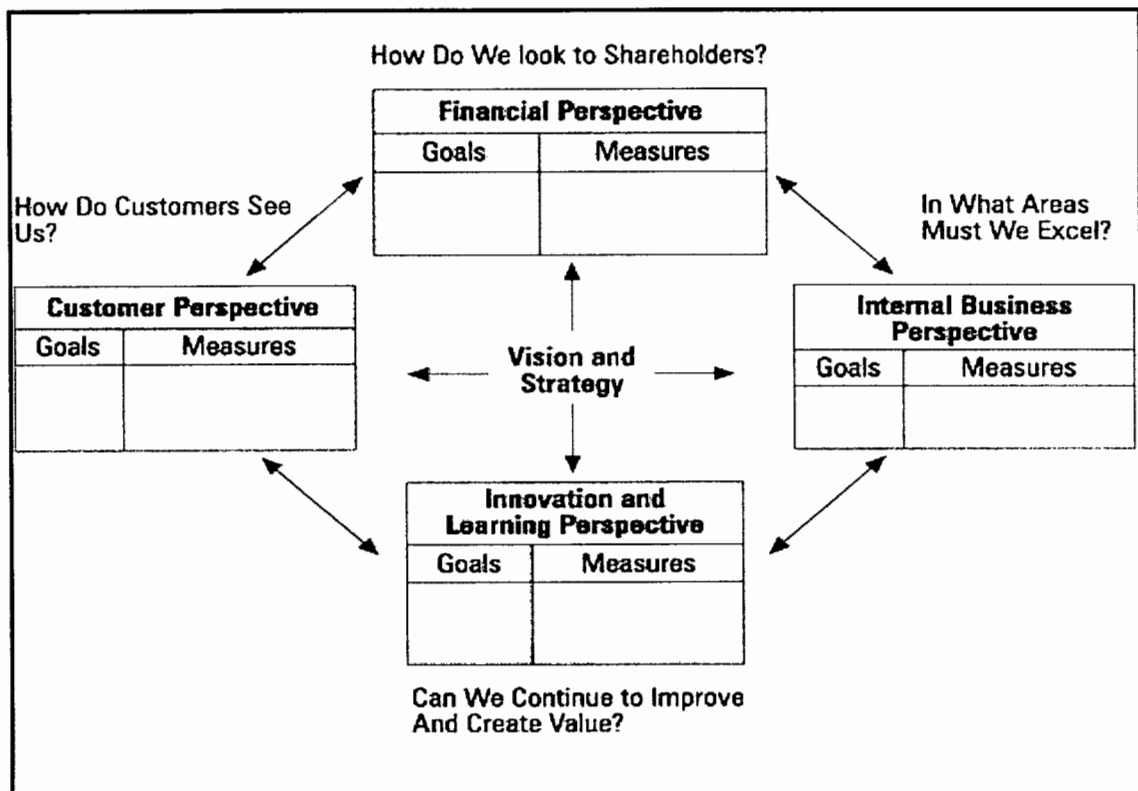 How Do We look to Shareholders?
Financial Perspective
Goals Measures
How Do Customers See
Us?
In What Areas
Must We Excel?
Customer Perspective
Goals Measures
Vision and
Strategy
Internal Business
Perspective
Goals Measures
Innovation and
Learning Perspective
Goals Measures
Can We Continue to Improve
And Create Value?